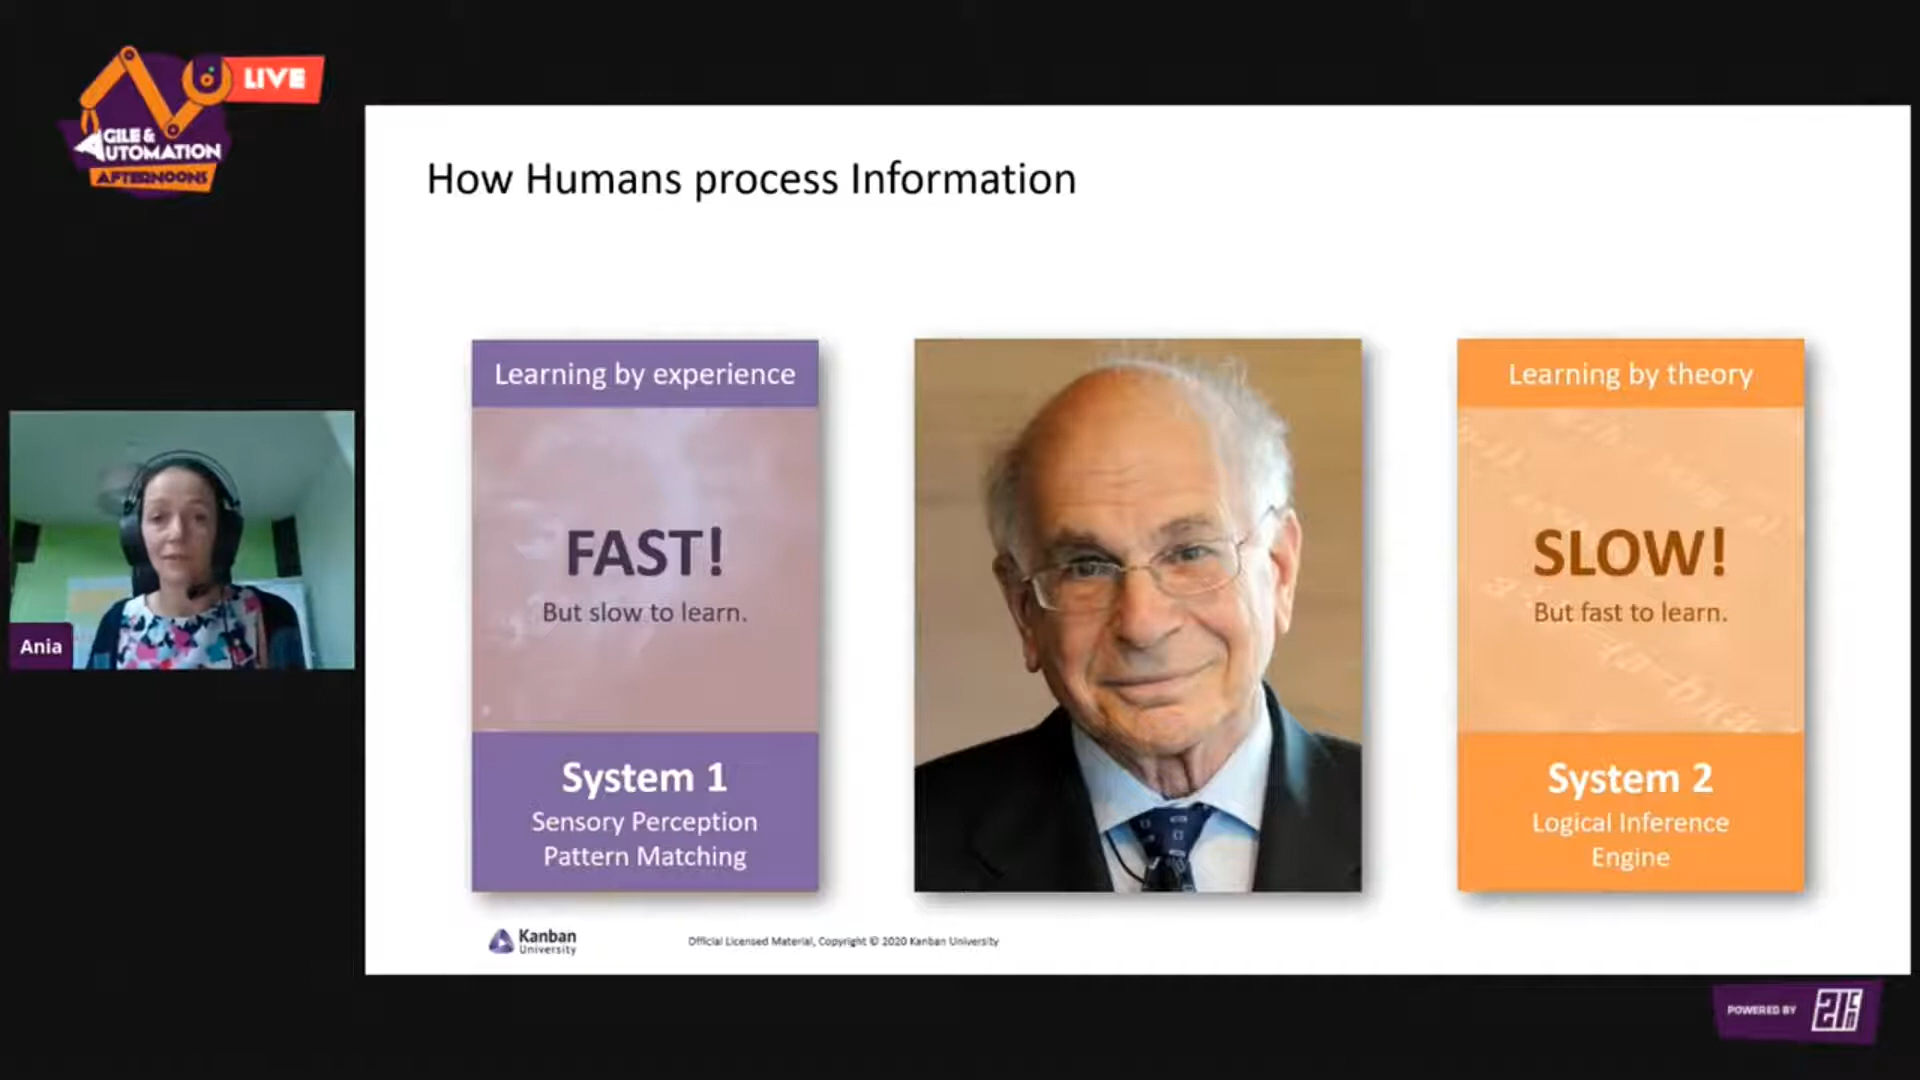 LIVE
AGILE &
AUTOMATION
AFTERNOONS
How Humans process Information
Learning by experience
FAST!
But slow to learn.
System 1
Sensory Perception
Pattern Matching
Learning by theory
SLOW!
But fast to learn.
System 2
Logical Inference
Engine
Ania
Kanban
University
Official Licensed Material, Copyright © 2020 Kanban University
POWERED BY